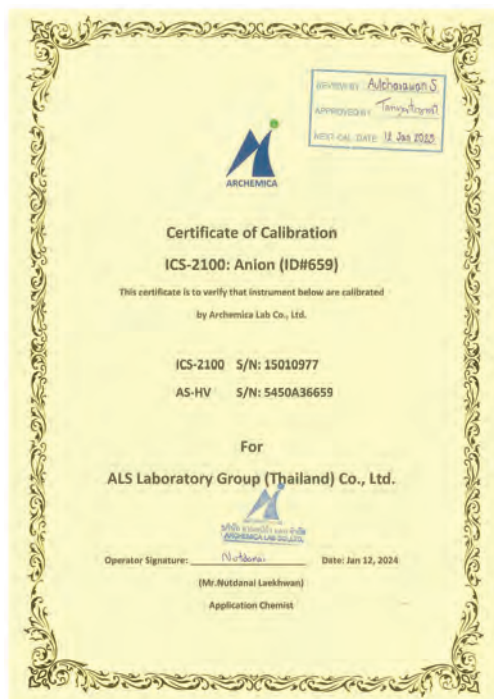 REVIEW BY Autcharawan S
APPROVED BY
NEXT CAL. DATE 12 Jan 2025
ARCHEMICA
Certificate of Calibration
ICS-2100: Anion (ID#659)
This certificate is to verify that instrument below are calibrated
by Archemica Lab Co., Ltd.
ICS-2100 S/N: 15010977
AS-HV S/N: 5450A36659
For
ALS Laboratory Group (Thailand) Co., Ltd.
ARCHEMICA LAB CO.,LTD.
Operator Signature: Nutdanai Date: Jan 12, 2024
(Mr.Nutdanai Laekhwan)
Application Chemist